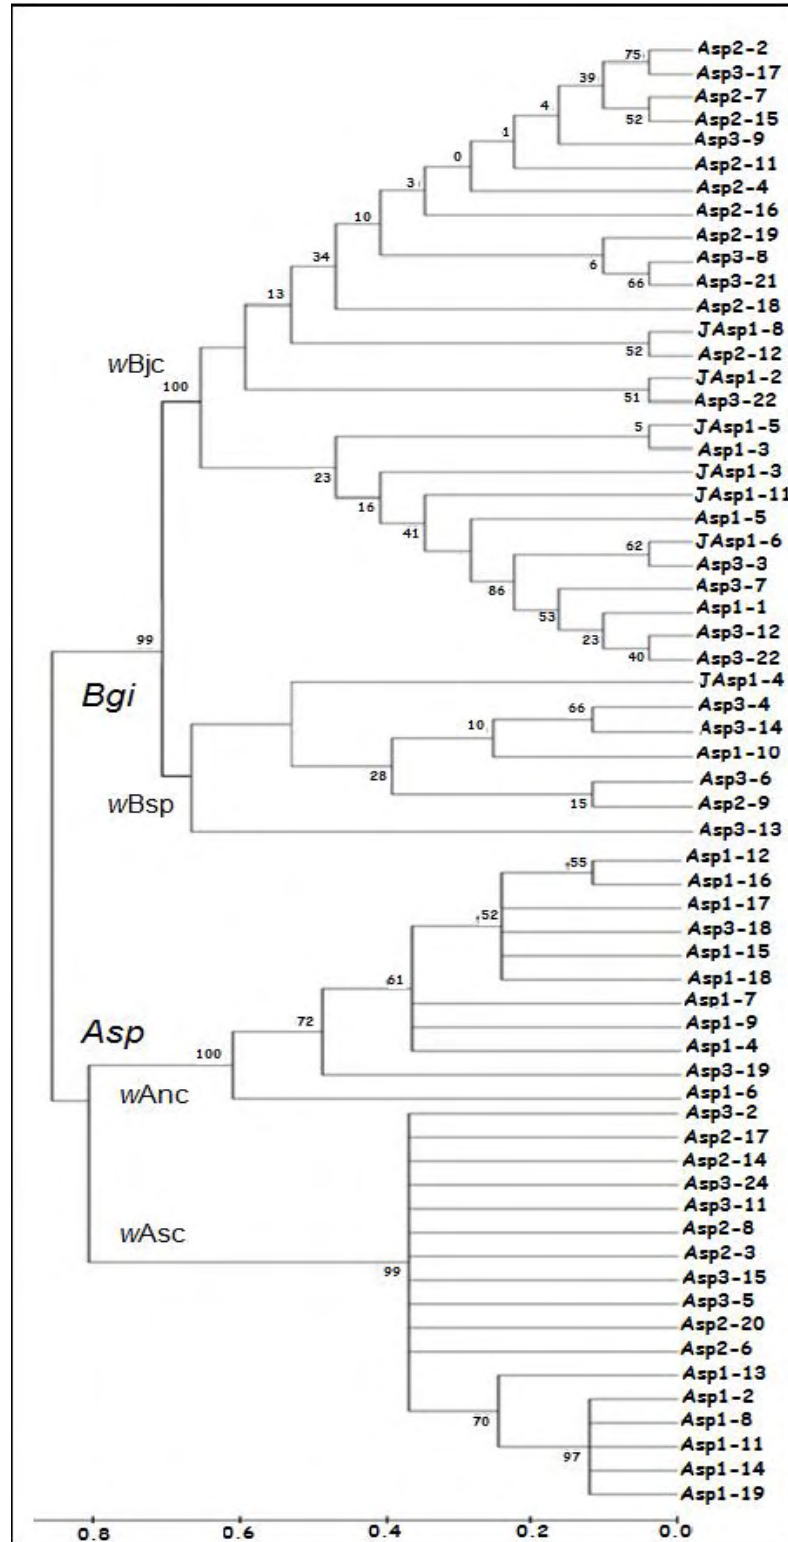 Asp2-2
75
Asp3-17
39
Asp2-7
4
52
Asp2-15
1
Asp3-9
0
Asp2-11
3
Asp2-4
10
Asp2-16
34
Asp2-19
6
Asp3-8
13
66
Asp3-21
Asp2-18
JAsp1-8
wBjc
52
Asp2-12
100
JAsp1-2
51
Asp3-22
5
JAsp1-5
Asp1-3
23
JAsp1-3
16
JAsp1-11
41
Asp1-5
62
JAsp1-6
Asp3-3
86
Asp3-7
53
Asp1-1
23
Asp3-12
99
40
Asp3-22
Bgi
JAsp1-4
66
Asp3-4
10
Asp3-14
Asp1-10
28
Asp3-6
wBsp
15
Asp2-9
Asp3-13
55
Asp1-12
Asp1-16
52
Asp1-17
Asp3-18
Asp1-15
61
Asp1-18
Asp1-7
Asp
72
Asp1-9
100
Asp1-4
Asp3-19
wAnc
Asp1-6
Asp3-2
Asp2-17
Asp2-14
Asp3-24
Asp3-11
wAsc
Asp2-8
99
Asp2-3
Asp3-15
Asp3-5
Asp2-20
Asp2-6
Asp1-13
Asp1-2
70
Asp1-8
97
Asp1-11
Asp1-14
Asp1-19
0.8 0.6 0.4 0.2 0.0